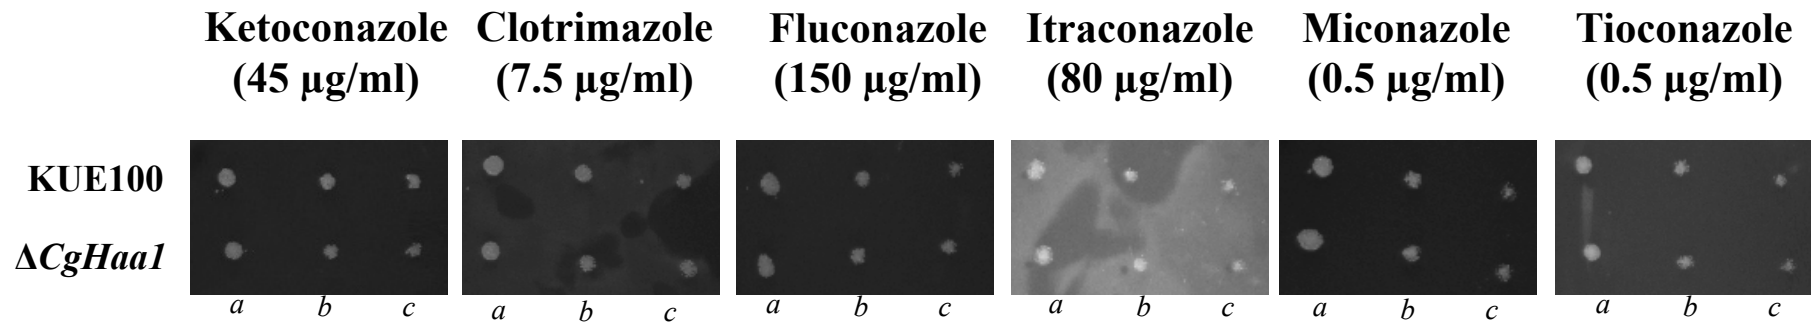 Ketoconazole Clotrimazole Fluconazole Itraconazole Miconazole Tioconazole
(45 µg/ml) (7.5 µg/ml) (150 µg/ml) (80 µg/ml) (0.5 µg/ml) (0.5 µg/ml)
KUE100
ΔCgHaa1
a b c a b c a b c a b c a b c a b c